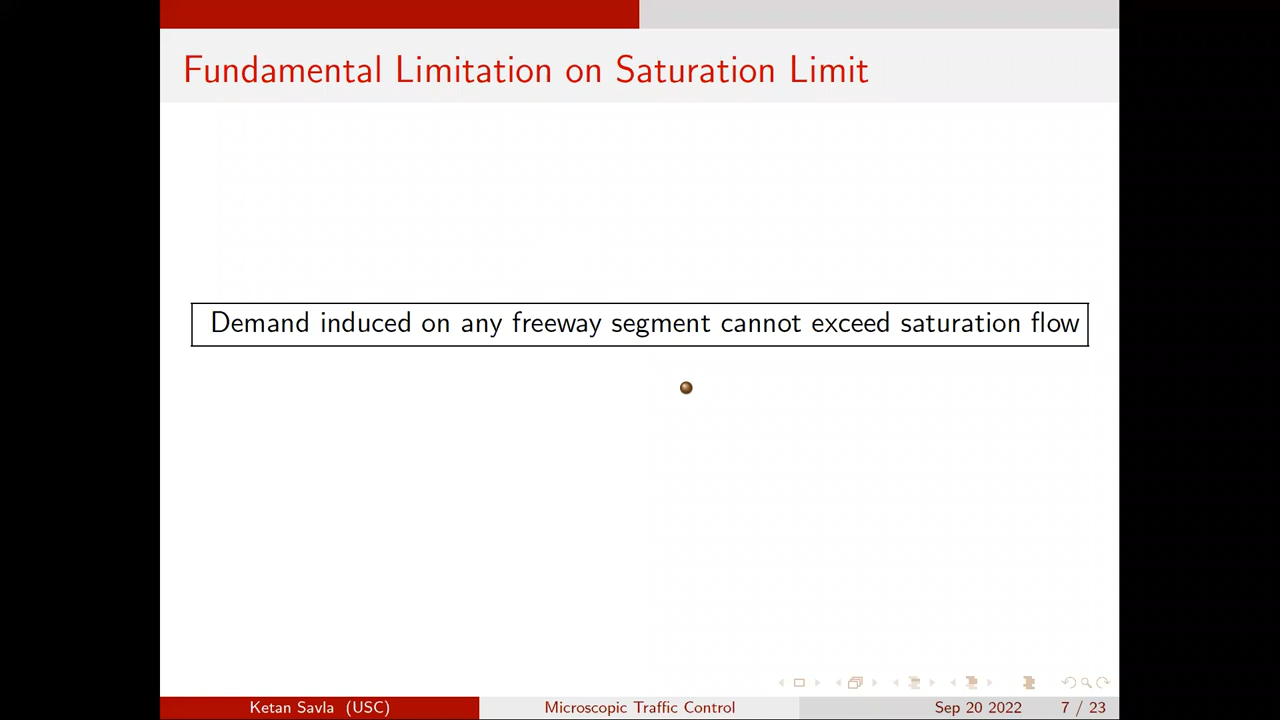 Fundamental Limitation on Saturation Limit
Demand induced on any freeway segment cannot exceed saturation flow
Ketan Savla (USC)
Microscopic Traffic Control
Sep 20 2022
7 / 23